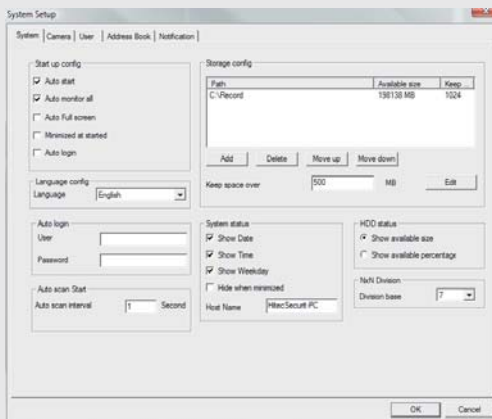 System Setup
System Camera User Address Book Notification
Start up config
Auto start
Auto monitor all
Auto Full screen
Minimized at started
Auto login
Language config
Language English
Auto login
User
Password
Auto scan Start
Auto scan interval 1 Second
Storage config
Path Available size Keep ...
C:\Record 198138 MB 1024
Add Delete Move up Move down
Keep space over 500 MB Edit
System status
Show Date
Show Time
Show Weekday
Hide when minimized
Host Name HitecSecurit-PC
HDD status
Show available size
Show available percentage
NxN Division
Division base 7
OK Cancel